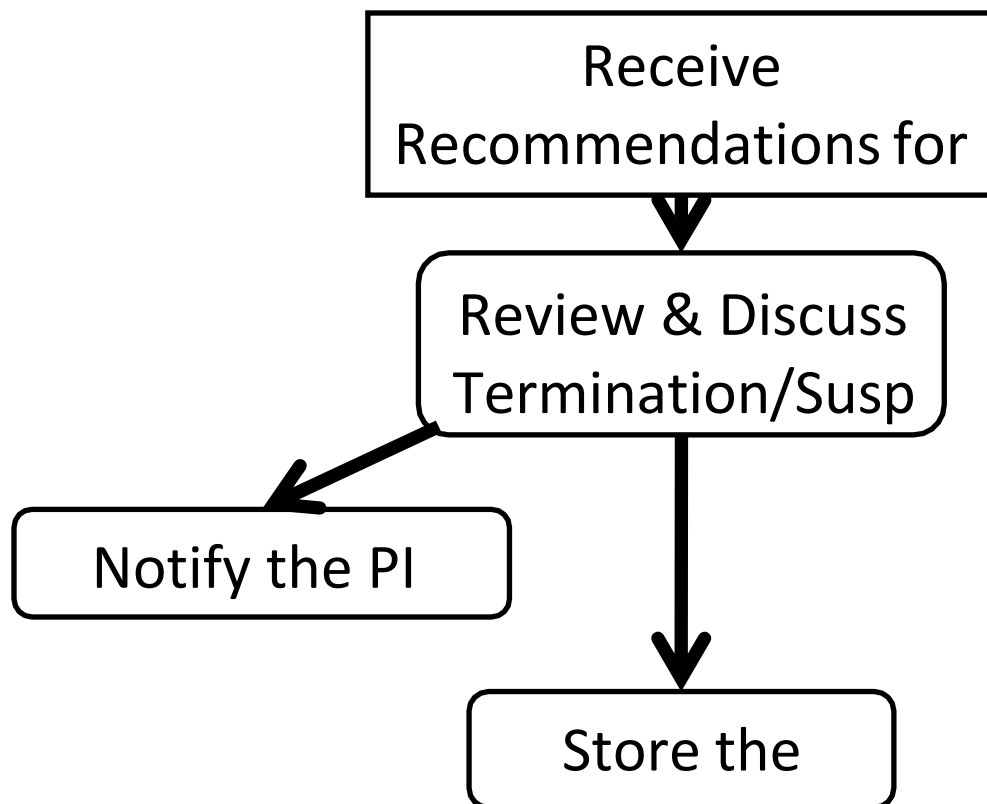 Receive
Recommendations for
Review & Discuss
Termination/Susp
Notify the PI
Store the